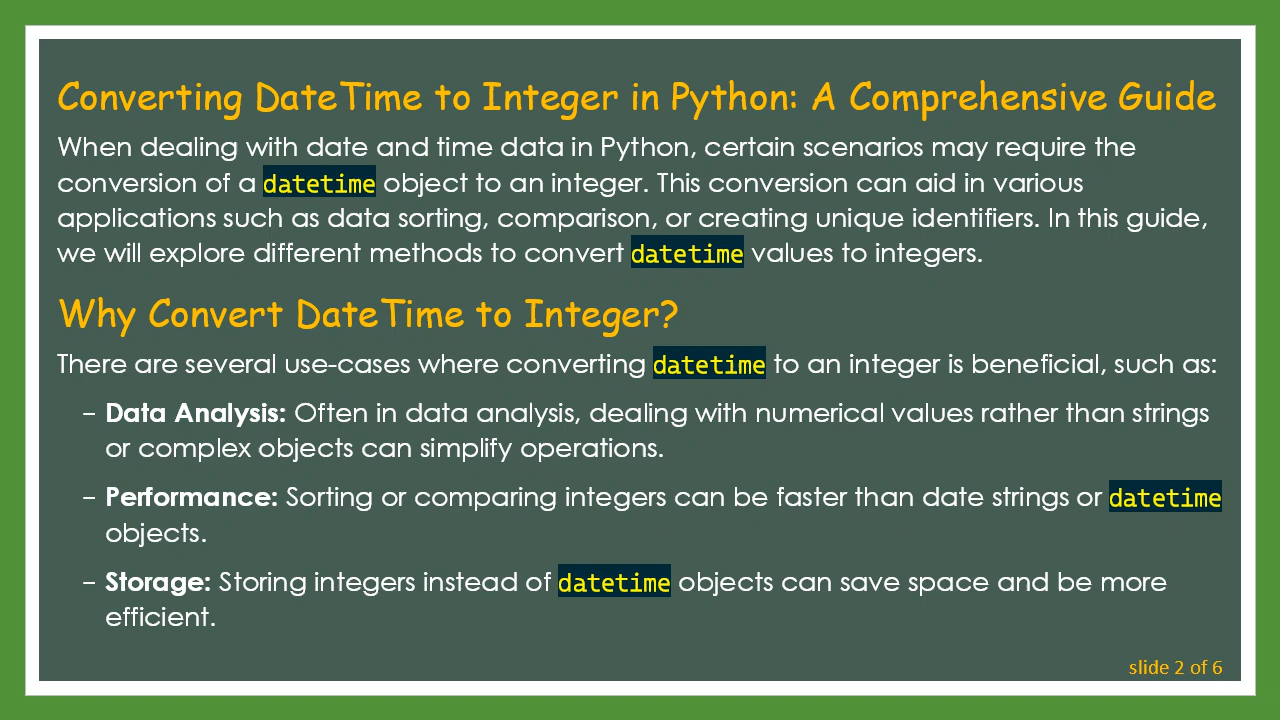 Converting DateTime to Integer in Python: A Comprehensive Guide
When dealing with date and time data in Python, certain scenarios may require the
conversion of a datetime object to an integer. This conversion can aid in various
applications such as data sorting, comparison, or creating unique identifiers. In this guide,
we will explore different methods to convert datetime values to integers.
Why Convert DateTime to Integer?
There are several use-cases where converting datetime to an integer is beneficial, such as:
– Data Analysis: Often in data analysis, dealing with numerical values rather than strings
or complex objects can simplify operations.
– Performance: Sorting or comparing integers can be faster than date strings or datetime
objects.
– Storage: Storing integers instead of datetime objects can save space and be more
efficient.
slide 2 of 6